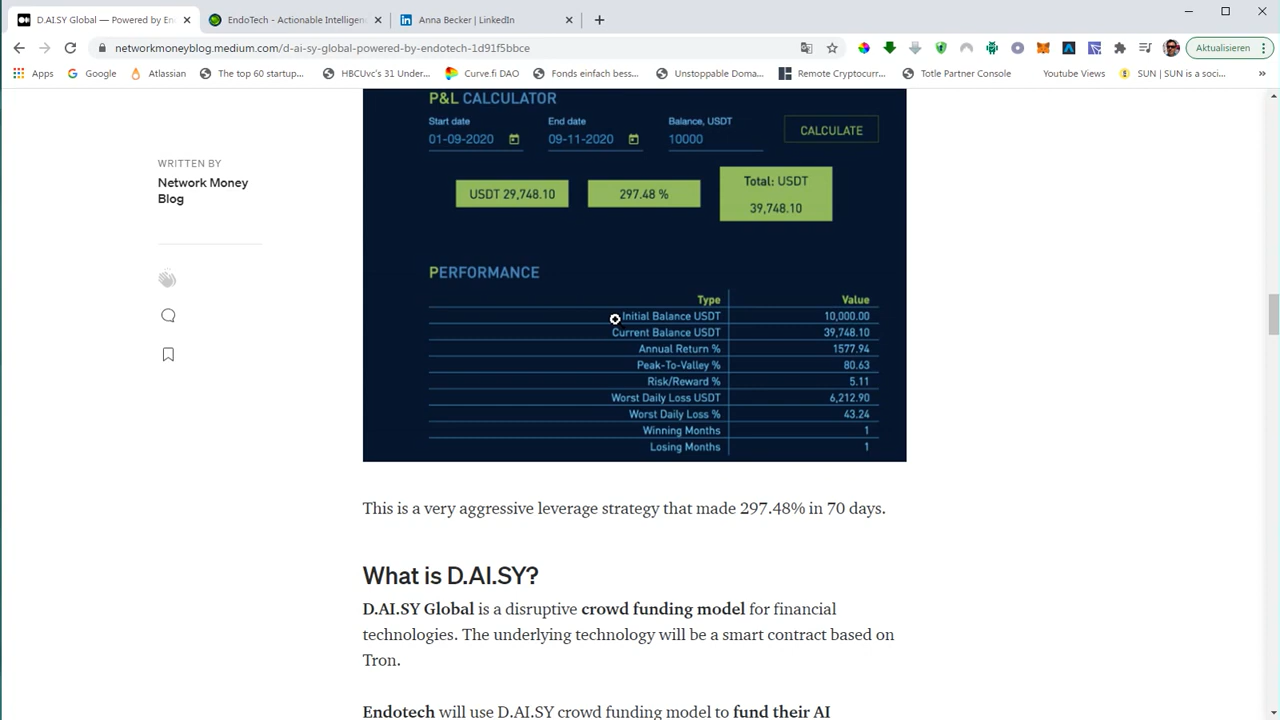 D.AI.SY Global — Powered by En
EndoTech - Actionable Intelligenc
Anna Becker | LinkedIn
networkmoneyblog.medium.com/d-ai-sy-global-powered-by-endotech-1d91f5bbce
Aktualisieren
Apps
Google
Atlassian
The top 60 startup...
HBCUvc's 31 Under...
Curve.fi DAO
Fonds einfach bess...
Unstoppable Doma...
Remote Cryptocurr...
Totle Partner Console
Youtube Views
SUN | SUN is a soci...
»
WRITTEN BY
Network Money
Blog
P&L CALCULATOR
Start date End date Balance, USDT
01-09-2020 09-11-2020 10000 CALCULATE
USDT 29,748.10 297.48 % Total: USDT
39,748.10
PERFORMANCE
Type Value
Initial Balance USDT 10,000.00
Current Balance USDT 39,748.10
Annual Return % 1577.94
Peak-To-Valley % 80.63
Risk/Reward % 5.11
Worst Daily Loss USDT 6,212.90
Worst Daily Loss % 43.24
Winning Months 1
Losing Months 1
This is a very aggressive leverage strategy that made 297.48% in 70 days.
What is D.AI.SY?
D.AI.SY Global is a disruptive crowd funding model for financial
technologies. The underlying technology will be a smart contract based on
Tron.
Endotech will use D.AI.SY crowd funding model to fund their AI